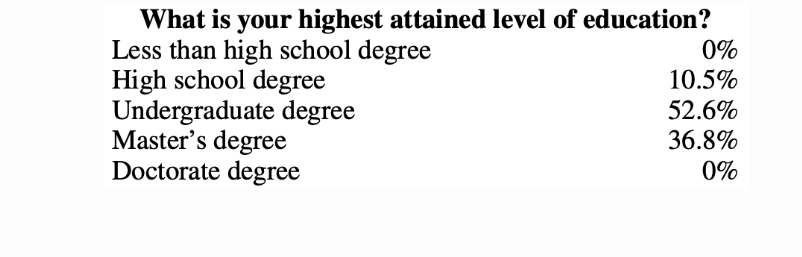 What is your highest attained level of education?
Less than high school degree 0%
High school degree 10.5%
Undergraduate degree 52.6%
Master’s degree 36.8%
Doctorate degree 0%